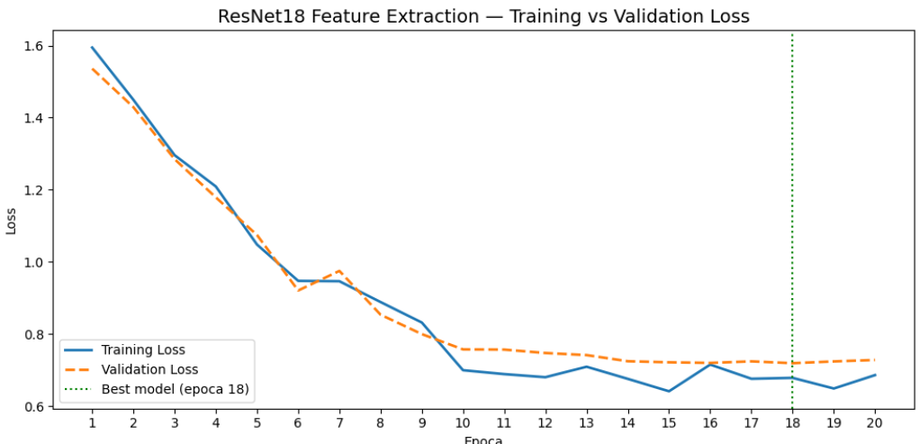 ResNet18 Feature Extraction — Training vs Validation Loss
1.6
1.4
1.2
1.0
0.8
0.6
Loss
Training Loss
Validation Loss
Best model (epoca 18)
1 2 3 4 5 6 7 8 9 10 11 12 13 14 15 16 17 18 19 20
Epoca